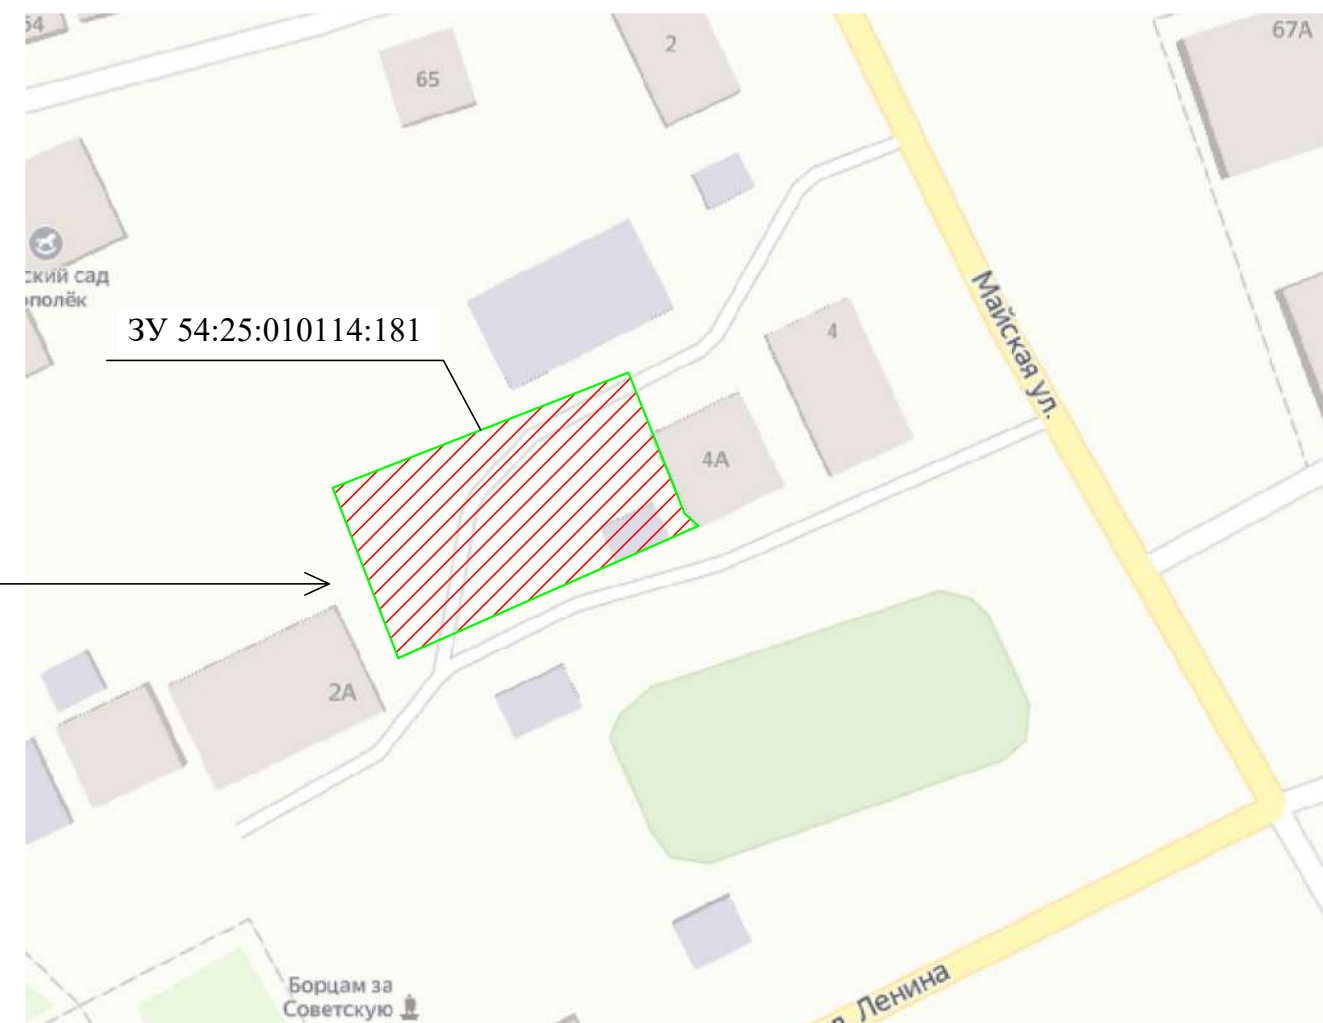 54
65
2
67А
ский сад
ополёк
ЗУ 54:25:010114:181
Майская ул.
4
4А
2А
Борцам за
Советскую
Ленина